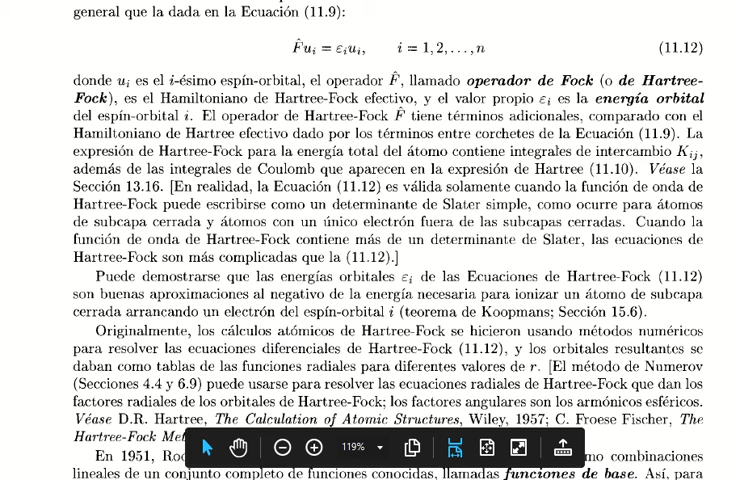 general que la dada en la Ecuación (11.9):
F̂uᵢ = εᵢuᵢ,    i = 1, 2, . . . , n    (11.12)
donde uᵢ es el i-ésimo espín-orbital, el operador F̂, llamado operador de Fock (o de Hartree-
Fock), es el Hamiltoniano de Hartree-Fock efectivo, y el valor propio εᵢ es la energía orbital
del espín-orbital i. El operador de Hartree-Fock F̂ tiene términos adicionales, comparado con el
Hamiltoniano de Hartree efectivo dado por los términos entre corchetes de la Ecuación (11.9). La
expresión de Hartree-Fock para la energía total del átomo contiene integrales de intercambio Kᵢⱼ,
además de las integrales de Coulomb que aparecen en la expresión de Hartree (11.10). Véase la
Sección 13.16. [En realidad, la Ecuación (11.12) es válida solamente cuando la función de onda de
Hartree-Fock puede escribirse como un determinante de Slater simple, como ocurre para átomos
de subcapa cerrada y átomos con un único electrón fuera de las subcapas cerradas. Cuando la
función de onda de Hartree-Fock contiene más de un determinante de Slater, las ecuaciones de
Hartree-Fock son más complicadas que la (11.12).]
Puede demostrarse que las energías orbitales εᵢ de las Ecuaciones de Hartree-Fock (11.12)
son buenas aproximaciones al negativo de la energía necesaria para ionizar un átomo de subcapa
cerrada arrancando un electrón del espín-orbital i (teorema de Koopmans; Sección 15.6).
Originalmente, los cálculos atómicos de Hartree-Fock se hicieron usando métodos numéricos
para resolver las ecuaciones diferenciales de Hartree-Fock (11.12), y los orbitales resultantes se
daban como tablas de las funciones radiales para diferentes valores de r. [El método de Numerov
(Secciones 4.4 y 6.9) puede usarse para resolver las ecuaciones radiales de Hartree-Fock que dan los
factores radiales de los orbitales de Hartree-Fock; los factores angulares son los armónicos esféricos.
Véase D.R. Hartree, The Calculation of Atomic Structures, Wiley, 1957; C. Froese Fischer, The
Hartree-Fock Met
119%
En 1951, Roo mo combinaciones
lineales de un conjunto completo de funciones conocidas, llamadas funciones de base. Así, para